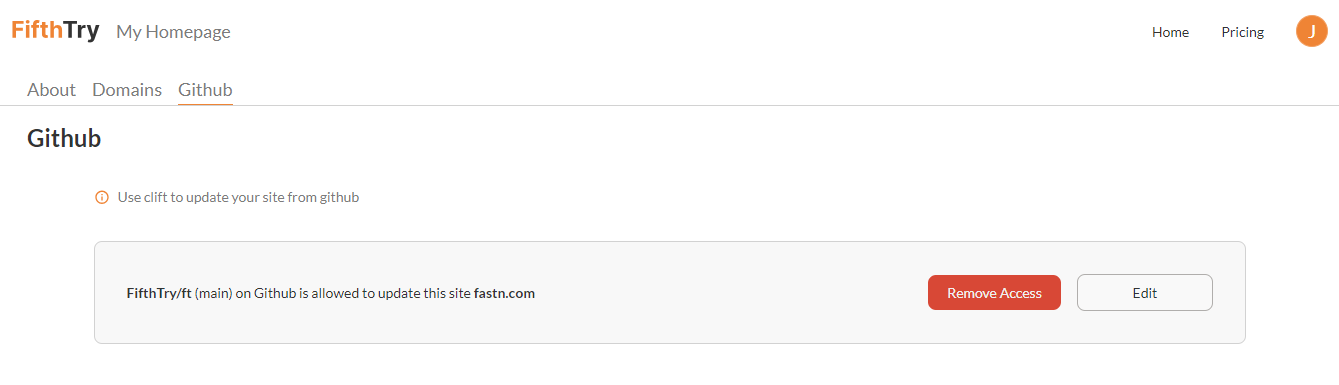 FifthTry My Homepage Home Pricing J
About Domains Github
Github
Use clift to update your site from github
FifthTry/ft (main) on Github is allowed to update this site fastn.com Remove Access Edit